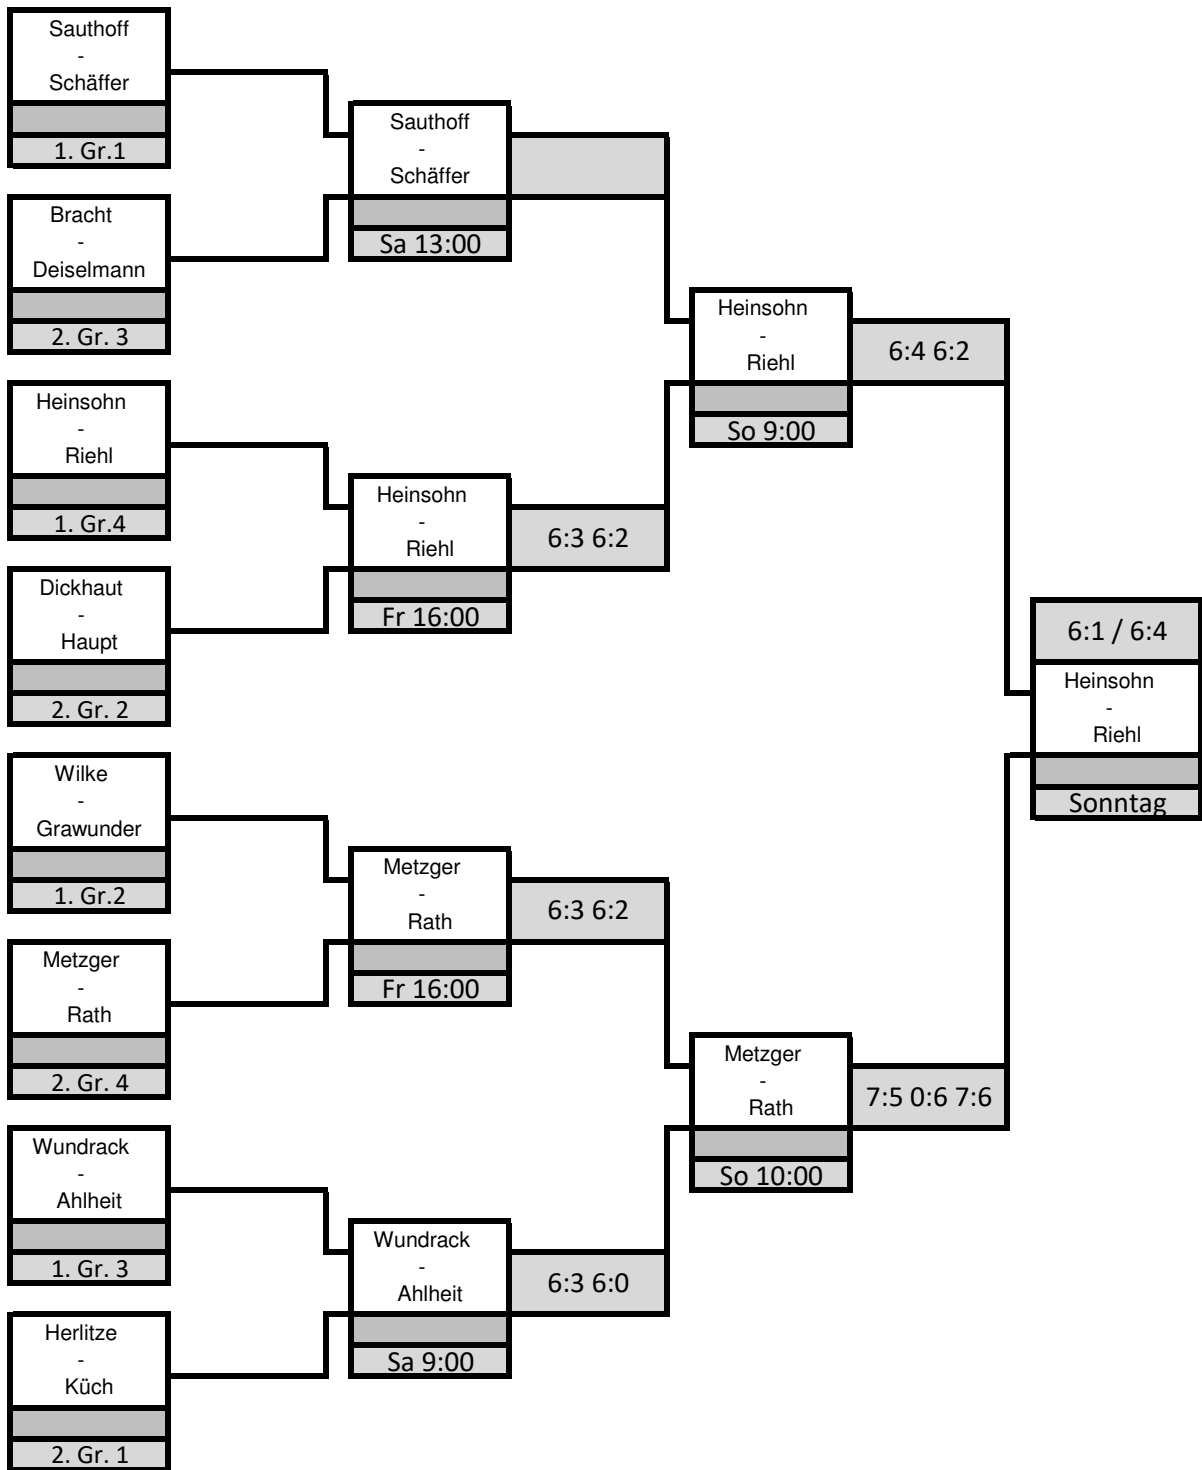 Sauthoff
-
Schäffer
1. Gr.1
Bracht
-
Deiselmann
2. Gr. 3
Heinsohn
-
Riehl
1. Gr.4
Dickhaut
-
Haupt
2. Gr. 2
Wilke
-
Grawunder
1. Gr.2
Metzger
-
Rath
2. Gr. 4
Wundrack
-
Ahlheit
1. Gr. 3
Herlitze
-
Küch
2. Gr. 1
Sauthoff
-
Schäffer
Sa 13:00
Heinsohn
-
Riehl
Fr 16:00
6:3 6:2
Metzger
-
Rath
Fr 16:00
6:3 6:2
Wundrack
-
Ahlheit
Sa 9:00
6:3 6:0
Heinsohn
-
Riehl
So 9:00
6:4 6:2
Metzger
-
Rath
So 10:00
7:5 0:6 7:6
6:1 / 6:4
Heinsohn
-
Riehl
Sonntag